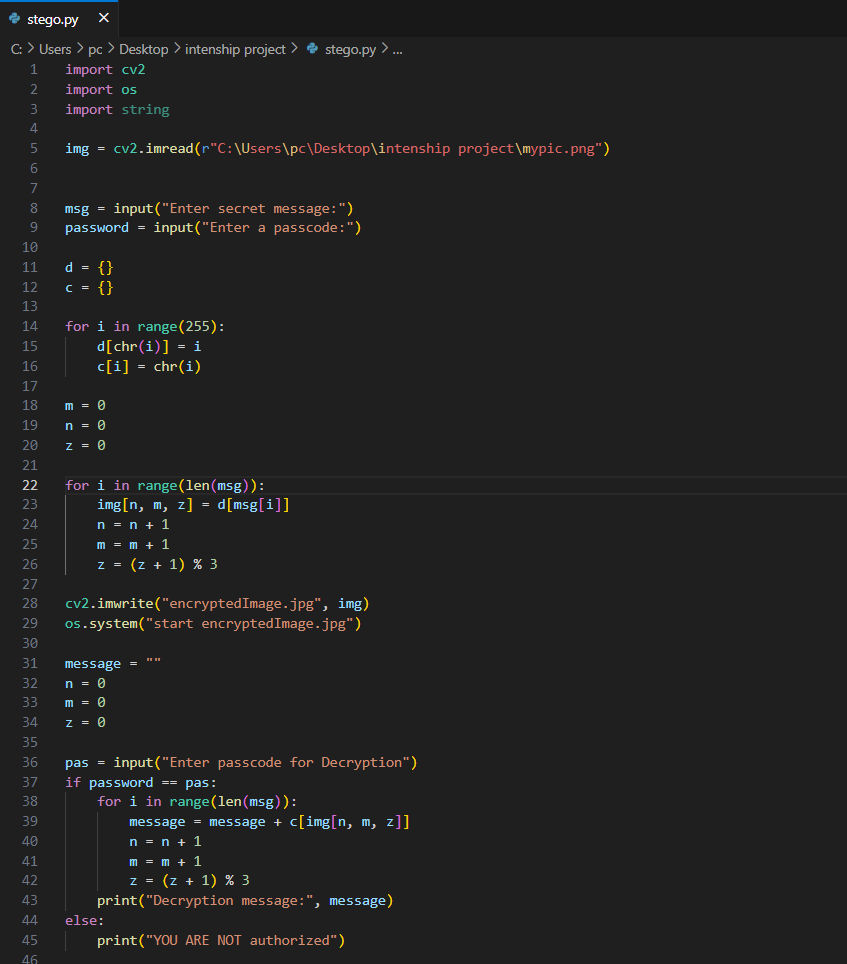 stego.py ×
C: > Users > pc > Desktop > intenship project > stego.py > ...
1 import cv2
2 import os
3 import string
4
5 img = cv2.imread(r"C:\Users\pc\Desktop\intenship project\mypic.png")
6
7
8 msg = input("Enter secret message:")
9 password = input("Enter a passcode:")
10
11 d = {}
12 c = {}
13
14 for i in range(255):
15     d[chr(i)] = i
16     c[i] = chr(i)
17
18 m = 0
19 n = 0
20 z = 0
21
22 for i in range(len(msg)):
23     img[n, m, z] = d[msg[i]]
24     n = n + 1
25     m = m + 1
26     z = (z + 1) % 3
27
28 cv2.imwrite("encryptedImage.jpg", img)
29 os.system("start encryptedImage.jpg")
30
31 message = ""
32 n = 0
33 m = 0
34 z = 0
35
36 pas = input("Enter passcode for Decryption")
37 if password == pas:
38     for i in range(len(msg)):
39         message = message + c[img[n, m, z]]
40         n = n + 1
41         m = m + 1
42         z = (z + 1) % 3
43     print("Decryption message:", message)
44 else:
45     print("YOU ARE NOT authorized")
46